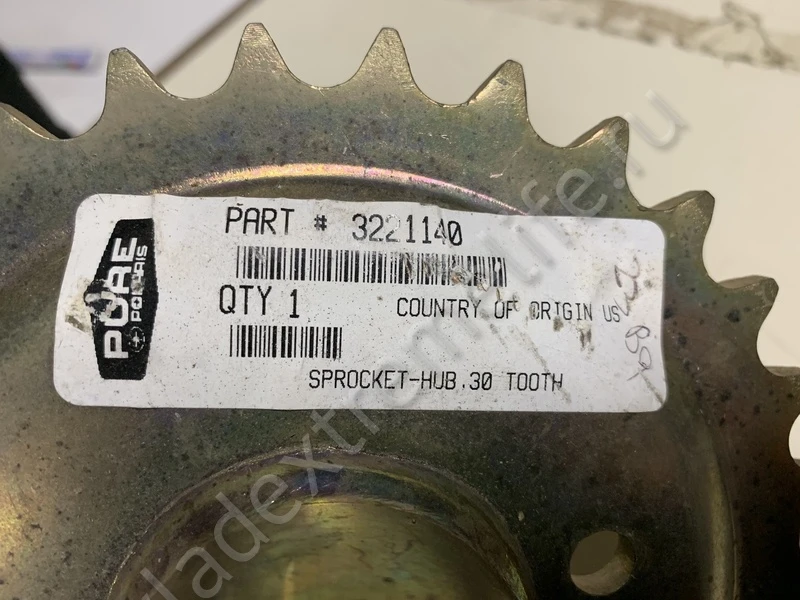 PURE
POLARIS
PART # 3221140
QTY 1
COUNTRY OF ORIGIN US
SPROCKET-HUB,30 TOOTH